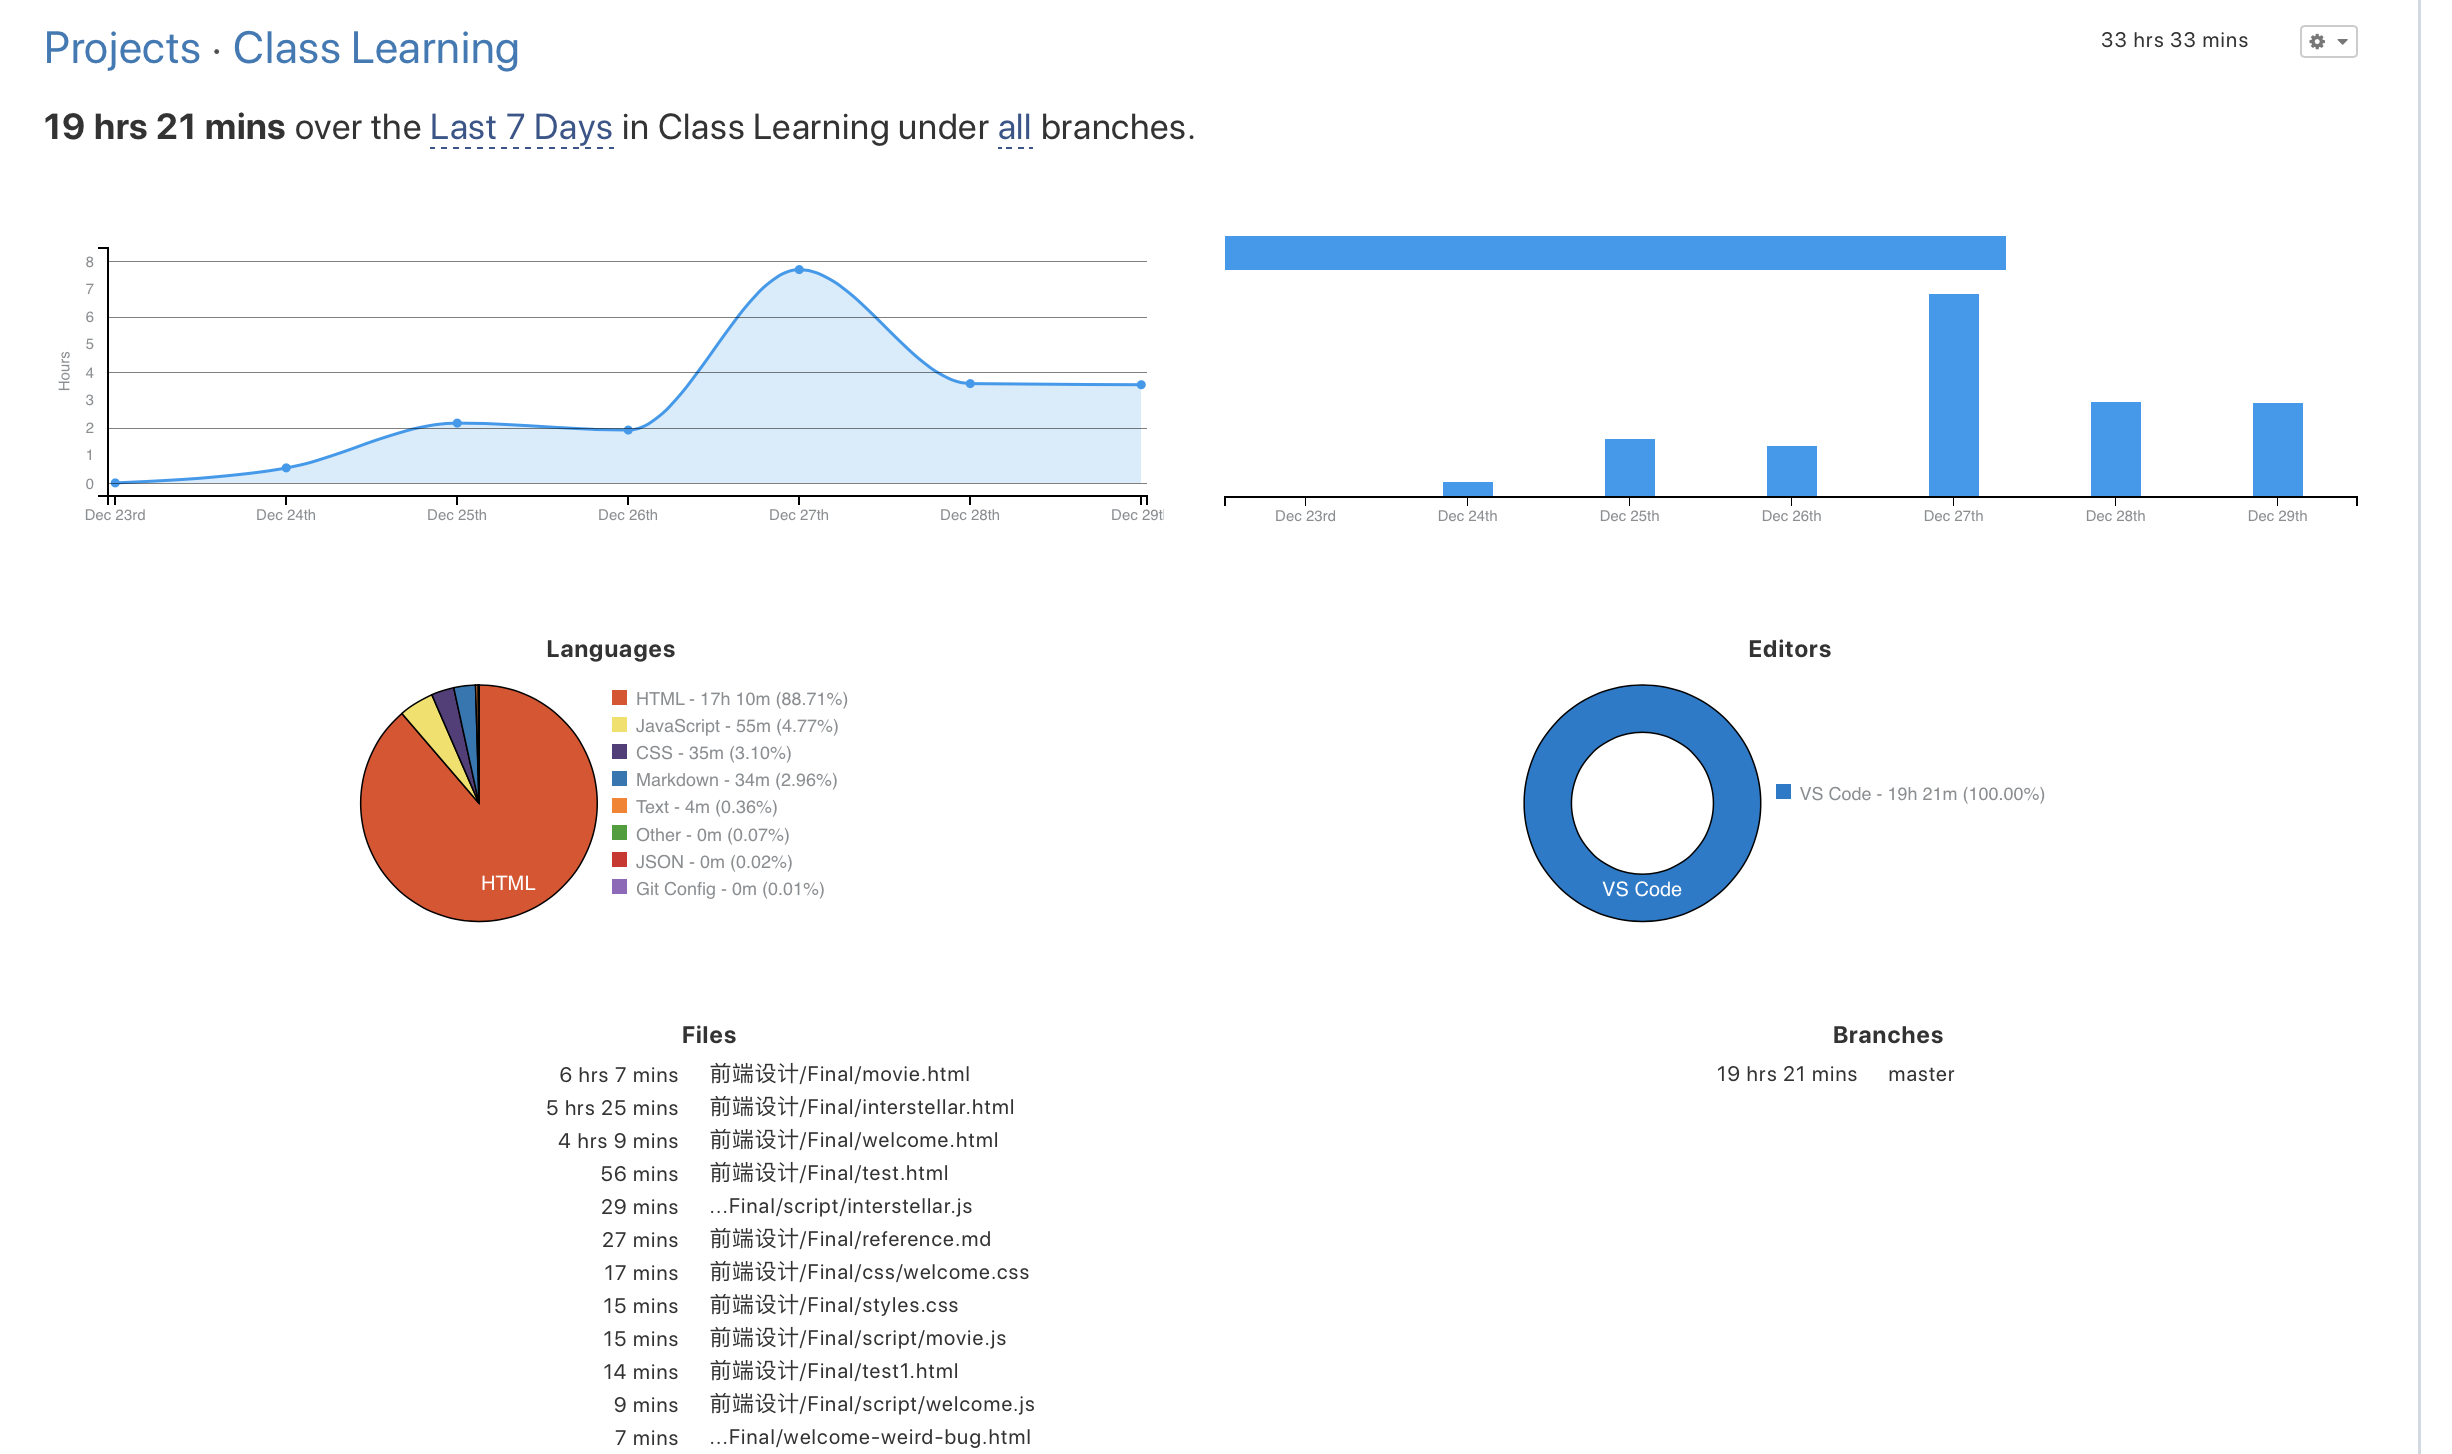 Projects · Class Learning
33 hrs 33 mins
19 hrs 21 mins over the Last 7 Days in Class Learning under all branches.
Hours
8
7
6
5
4
3
2
1
0
Dec 23rd Dec 24th Dec 25th Dec 26th Dec 27th Dec 28th Dec 29t
Dec 23rd Dec 24th Dec 25th Dec 26th Dec 27th Dec 28th Dec 29th
Languages
HTML
HTML - 17h 10m (88.71%)
JavaScript - 55m (4.77%)
CSS - 35m (3.10%)
Markdown - 34m (2.96%)
Text - 4m (0.36%)
Other - 0m (0.07%)
JSON - 0m (0.02%)
Git Config - 0m (0.01%)
Editors
VS Code
VS Code - 19h 21m (100.00%)
Files
6 hrs 7 mins 前端设计/Final/movie.html
5 hrs 25 mins 前端设计/Final/interstellar.html
4 hrs 9 mins 前端设计/Final/welcome.html
56 mins 前端设计/Final/test.html
29 mins ...Final/script/interstellar.js
27 mins 前端设计/Final/reference.md
17 mins 前端设计/Final/css/welcome.css
15 mins 前端设计/Final/styles.css
15 mins 前端设计/Final/script/movie.js
14 mins 前端设计/Final/test1.html
9 mins 前端设计/Final/script/welcome.js
7 mins ...Final/welcome-weird-bug.html
Branches
19 hrs 21 mins master